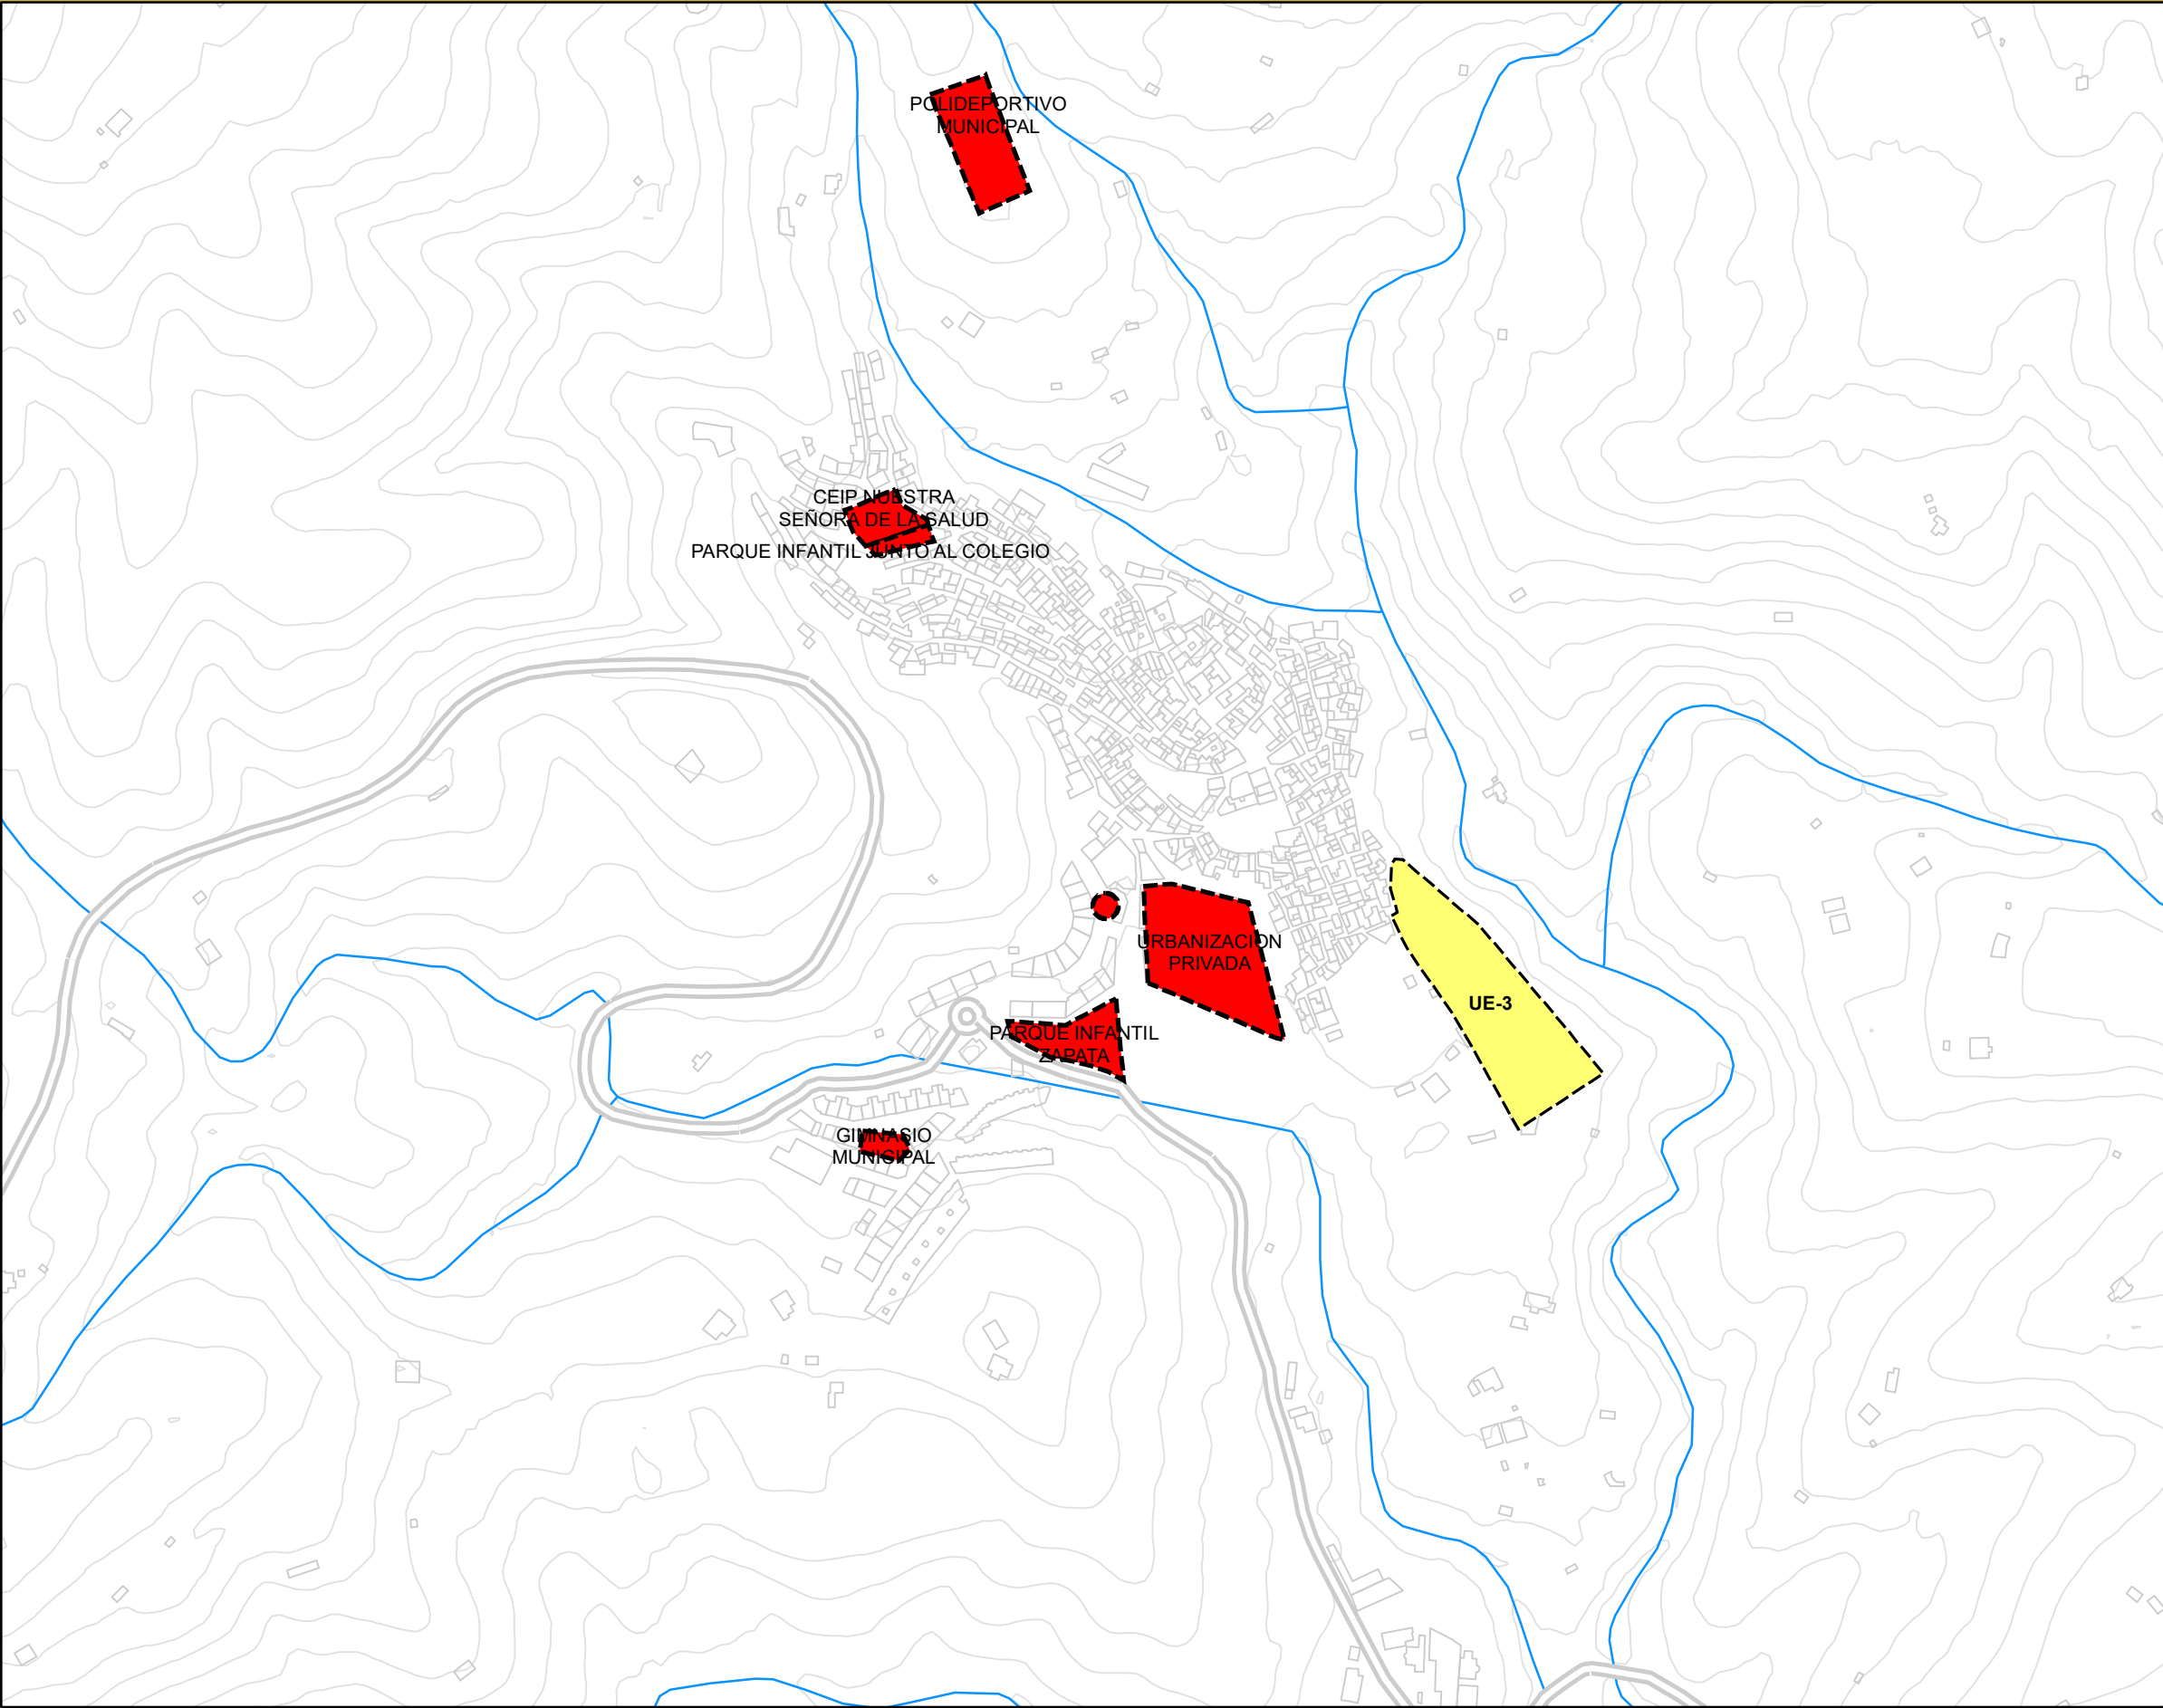 POLIDEPORTIVO
MUNICIPAL
CEIP NUESTRA
SEÑORA DE LA SALUD
PARQUE INFANTIL JUNTO AL COLEGIO
URBANIZACIÓN
PRIVADA
UE-3
PARQUE INFANTIL
ZAPATA
GIMNASIO
MUNICIPAL